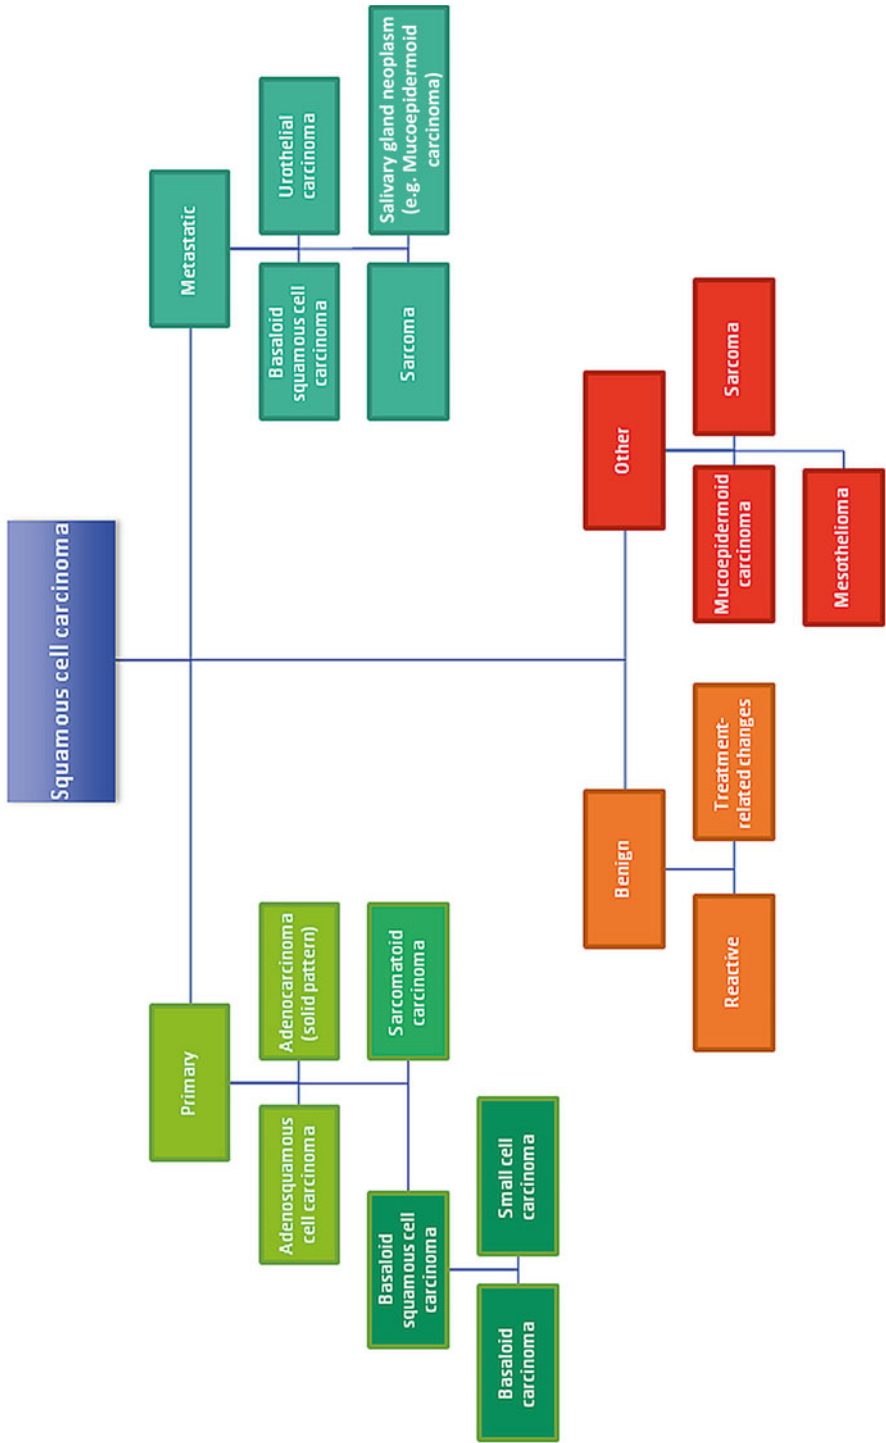 Squamous cell carcinoma
Primary
Adenosquamous
cell carcinoma
Adenocarcinoma
(solid pattern)
Basaloid
squamous cell
carcinoma
Sarcomatoid
carcinoma
Basaloid
carcinoma
Small cell
carcinoma
Metastatic
Basaloid
squamous cell
carcinoma
Urothelial
carcinoma
Sarcoma
Salivary gland neoplasm
(e.g. Mucoepidermoid
carcinoma)
Benign
Reactive
Treatment-
related changes
Other
Mucoepidermoid
carcinoma
Sarcoma
Mesothelioma